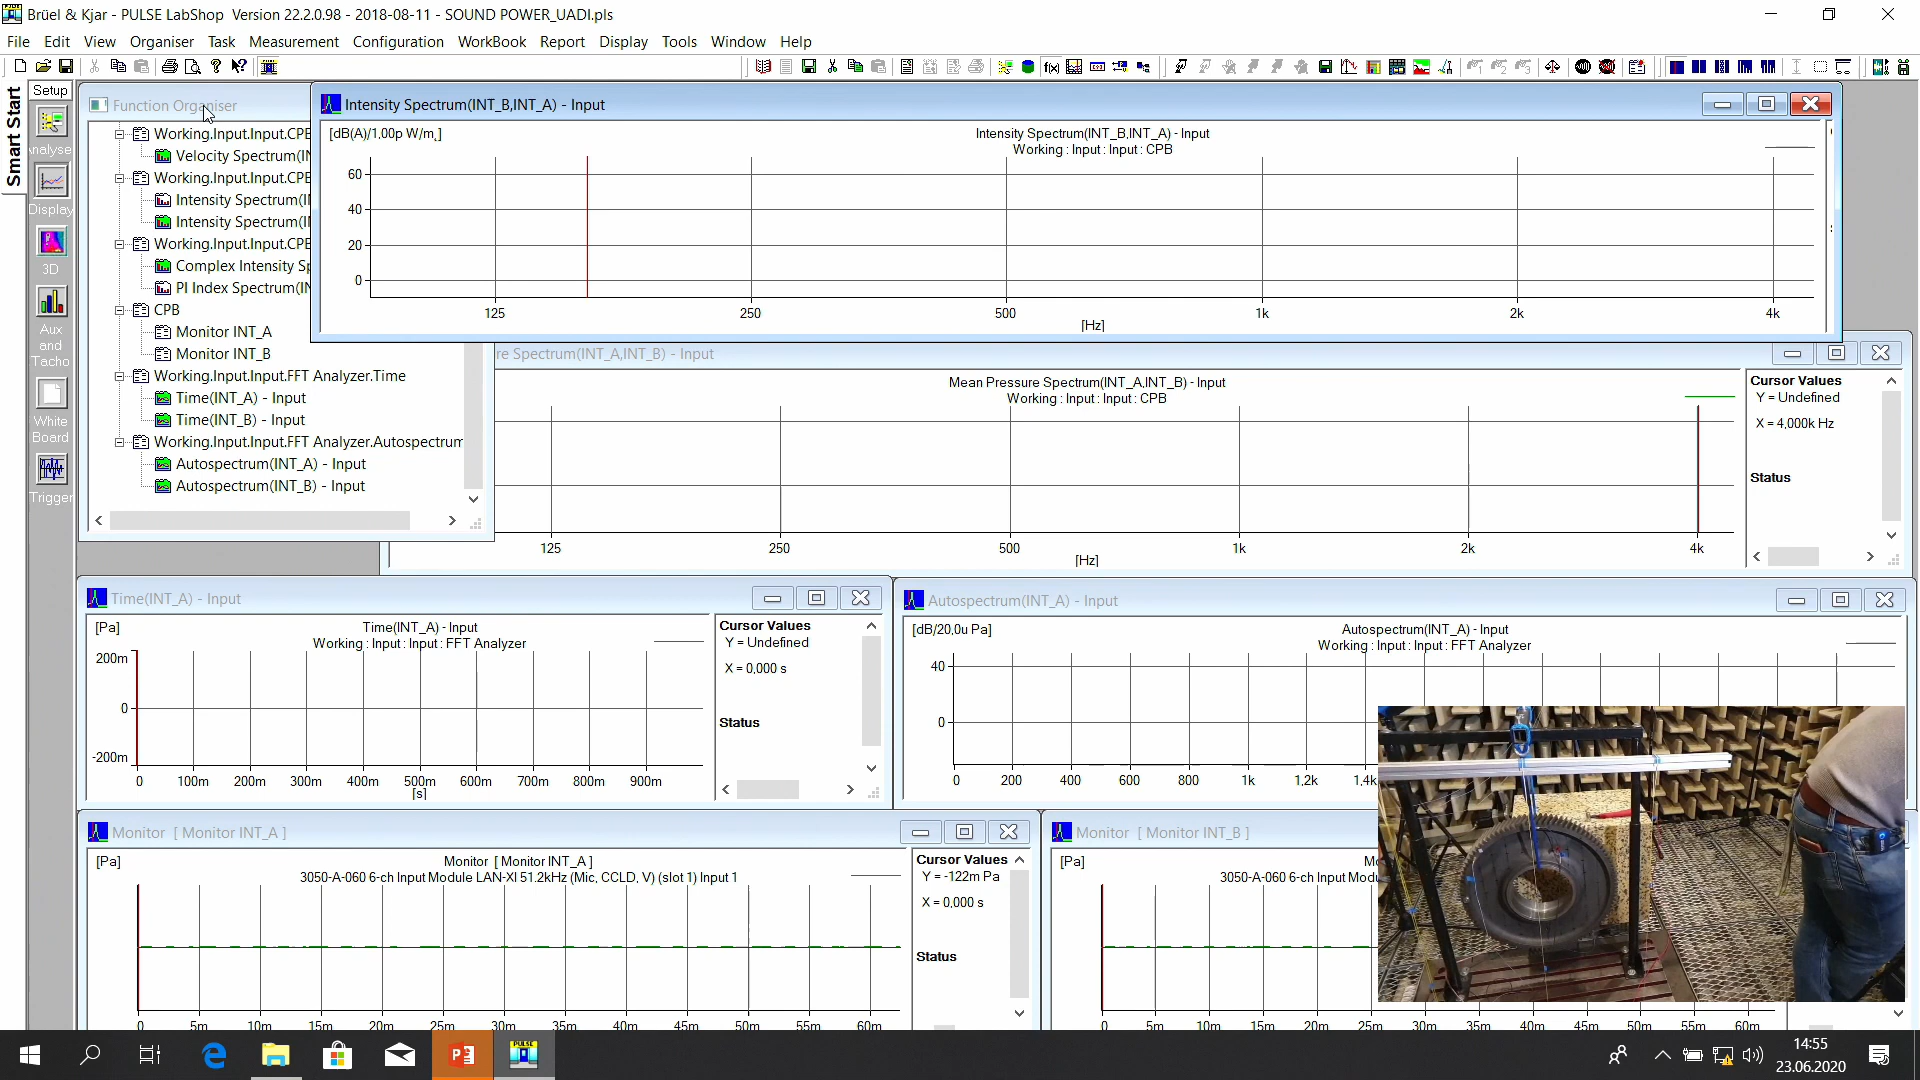 Brüel & Kjar - PULSE LabShop  Version 22.2.0.98 - 2018-08-11 - SOUND POWER_UADI.pls
File Edit View Organiser Task Measurement Configuration WorkBook Report Display Tools Window Help
Smart Start
Setup
Analyse
Display
3D
Aux and Tacho
White Board
Trigger
Function Organiser
Working.Input.Input.CPB
Velocity Spectrum(IN
Working.Input.Input.CPB
Intensity Spectrum(I
Intensity Spectrum(I
Working.Input.Input.CPB
Complex Intensity Sp
PI Index Spectrum(IN
CPB
Monitor INT_A
Monitor INT_B
Working.Input.Input.FFT Analyzer.Time
Time(INT_A) - Input
Time(INT_B) - Input
Working.Input.Input.FFT Analyzer.Autospectrum
Autospectrum(INT_A) - Input
Autospectrum(INT_B) - Input
Intensity Spectrum(INT_B,INT_A) - Input
[dB(A)/1,00p W/m,]
Intensity Spectrum(INT_B,INT_A) - Input
Working : Input : Input : CPB
60
40
20
0
125 250 500 1k 2k 4k
[Hz]
re Spectrum(INT_A,INT_B) - Input
Mean Pressure Spectrum(INT_A,INT_B) - Input
Working : Input : Input : CPB
125 250 500 1k 2k 4k
[Hz]
Cursor Values
Y = Undefined
X = 4,000k Hz
Status
Time(INT_A) - Input
[Pa]
Time(INT_A) - Input
Working : Input : Input : FFT Analyzer
200m
0
-200m
0 100m 200m 300m 400m 500m 600m 700m 800m 900m
[s]
Cursor Values
Y = Undefined
X = 0,000 s
Status
Autospectrum(INT_A) - Input
[dB/20,0u Pa]
Autospectrum(INT_A) - Input
Working : Input : Input : FFT Analyzer
40
0
0 200 400 600 800 1k 1,2k 1,4k
Monitor [ Monitor INT_A ]
[Pa]
Monitor [ Monitor INT_A ]
3050-A-060 6-ch Input Module LAN-XI 51.2kHz (Mic, CCLD, V) (slot 1) Input 1
0 5m 10m 15m 20m 25m 30m 35m 40m 45m 50m 55m 60m
Cursor Values
Y = -122m Pa
X = 0,000 s
Status
Monitor [ Monitor INT_B ]
[Pa]
Mo
3050-A-060 6-ch Input Modu
0 5m 10m 15m 20m 25m 30m 35m 40m 45m 50m 55m 60m
14:55
23.06.2020